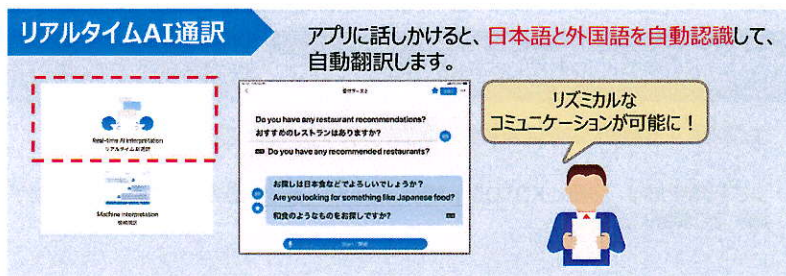 リアルタイムAI通訳
アプリに話しかけると、日本語と外国語を自動認識して、
自動翻訳します。
Real-time AI interpretation
リアルタイムAI通訳
Machine interpretation
機械通訳
Do you have any restaurant recommendations?
おすすめのレストランはありますか?
Do you have any recommended restaurants?
お探しは日本食などでよろしいでしょうか?
Are you looking for something like Japanese food?
和食のようなものをお探しですか?
リズミカルな
コミュニケーションが可能に!